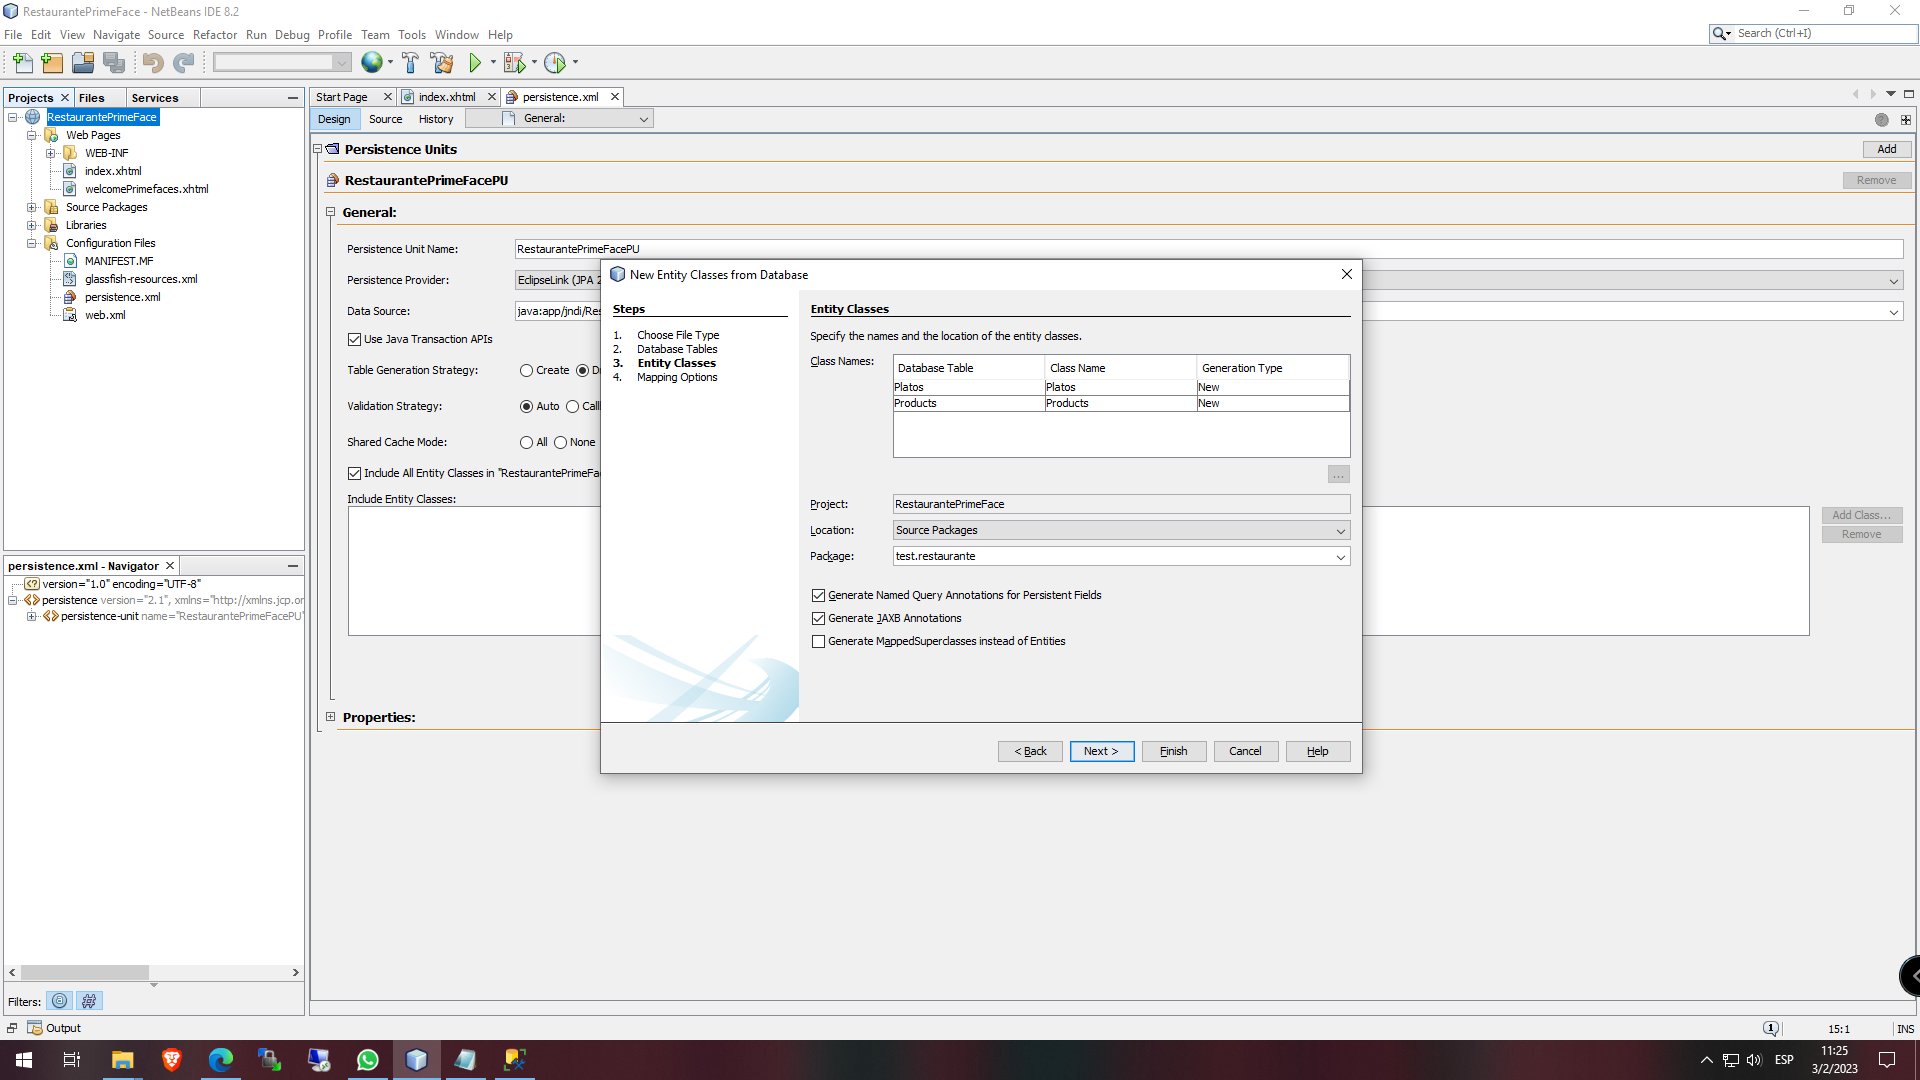 RestaurantePrimeFace - NetBeans IDE 8.2
File Edit View Navigate Source Refactor Run Debug Profile Team Tools Window Help
Search (Ctrl+I)
Projects Files Services
RestaurantePrimeFace
Web Pages
WEB-INF
index.xhtml
welcomePrimefaces.xhtml
Source Packages
Libraries
Configuration Files
MANIFEST.MF
glassfish-resources.xml
persistence.xml
web.xml
persistence.xml - Navigator
version="1.0" encoding="UTF-8"
persistence version="2.1", xmlns="http://xmlns.jcp.or
persistence-unit name="RestaurantePrimeFacePU"
Filters:
Start Page index.xhtml persistence.xml
Design Source History General:
Persistence Units
Add
RestaurantePrimeFacePU
Remove
General:
Persistence Unit Name: RestaurantePrimeFacePU
Persistence Provider: EclipseLink (JPA 2
Data Source: java:app/jndi/Res
Use Java Transaction APIs
Table Generation Strategy: Create D
Validation Strategy: Auto Call
Shared Cache Mode: All None
Include All Entity Classes in "RestaurantePrimeFa
Include Entity Classes:
Add Class...
Remove
Properties:
New Entity Classes from Database
Steps
1. Choose File Type
2. Database Tables
3. Entity Classes
4. Mapping Options
Entity Classes
Specify the names and the location of the entity classes.
Class Names:
Database Table Class Name Generation Type
Platos Platos New
Products Products New
...
Project: RestaurantePrimeFace
Location: Source Packages
Package: test.restaurante
Generate Named Query Annotations for Persistent Fields
Generate JAXB Annotations
Generate MappedSuperclasses instead of Entities
< Back Next > Finish Cancel Help
Output
1
15:1 INS
ESP
11:25
3/2/2023